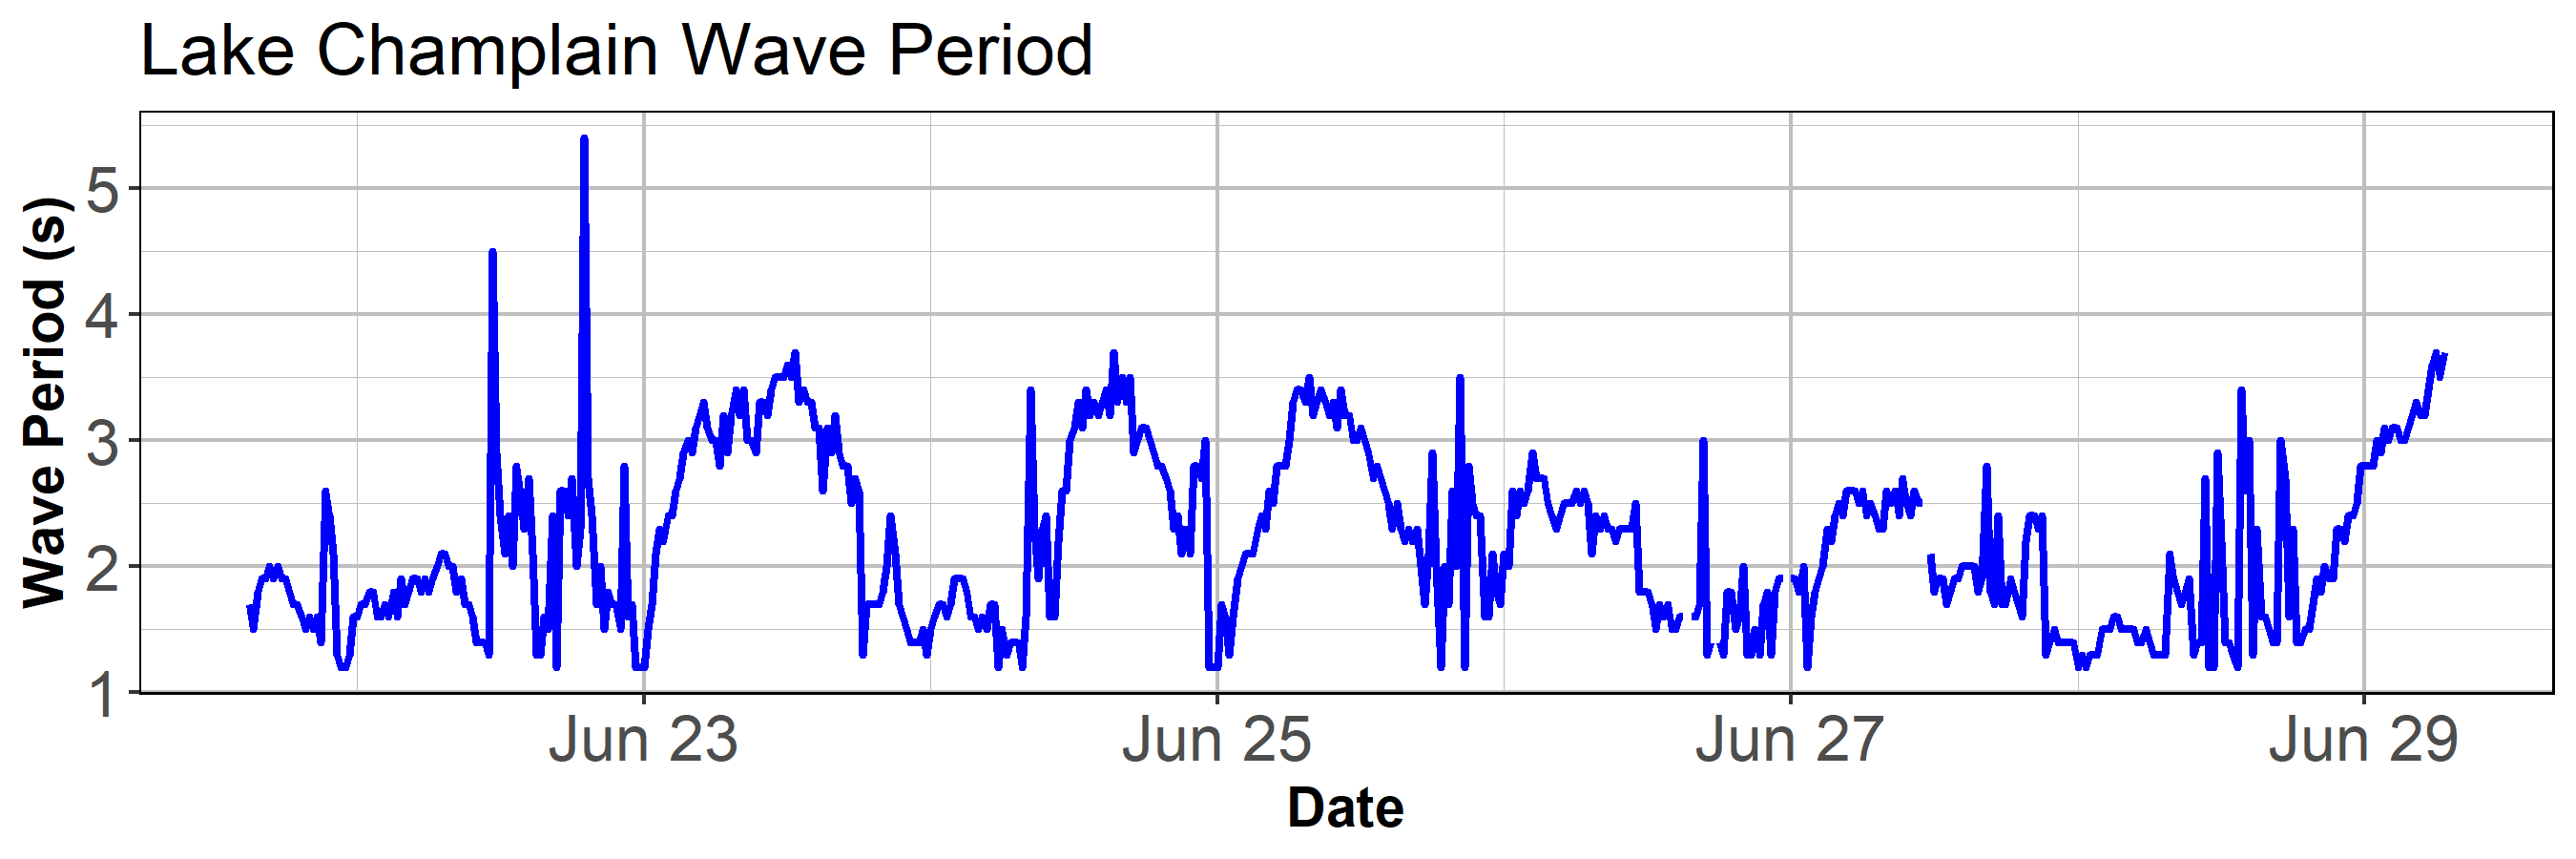 Lake Champlain Wave Period
Wave Period (s)
5
4
3
2
1
Jun 23
Jun 25
Jun 27
Jun 29
Date